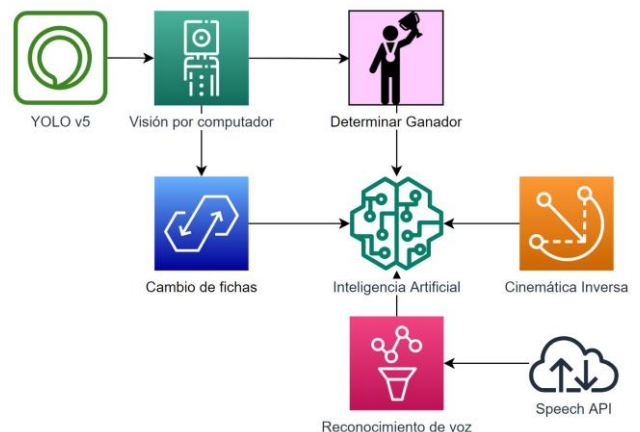 YOLO v5
Visión por computador
Determinar Ganador
Cambio de fichas
Inteligencia Artificial
Cinemática Inversa
Reconocimiento de voz
Speech API